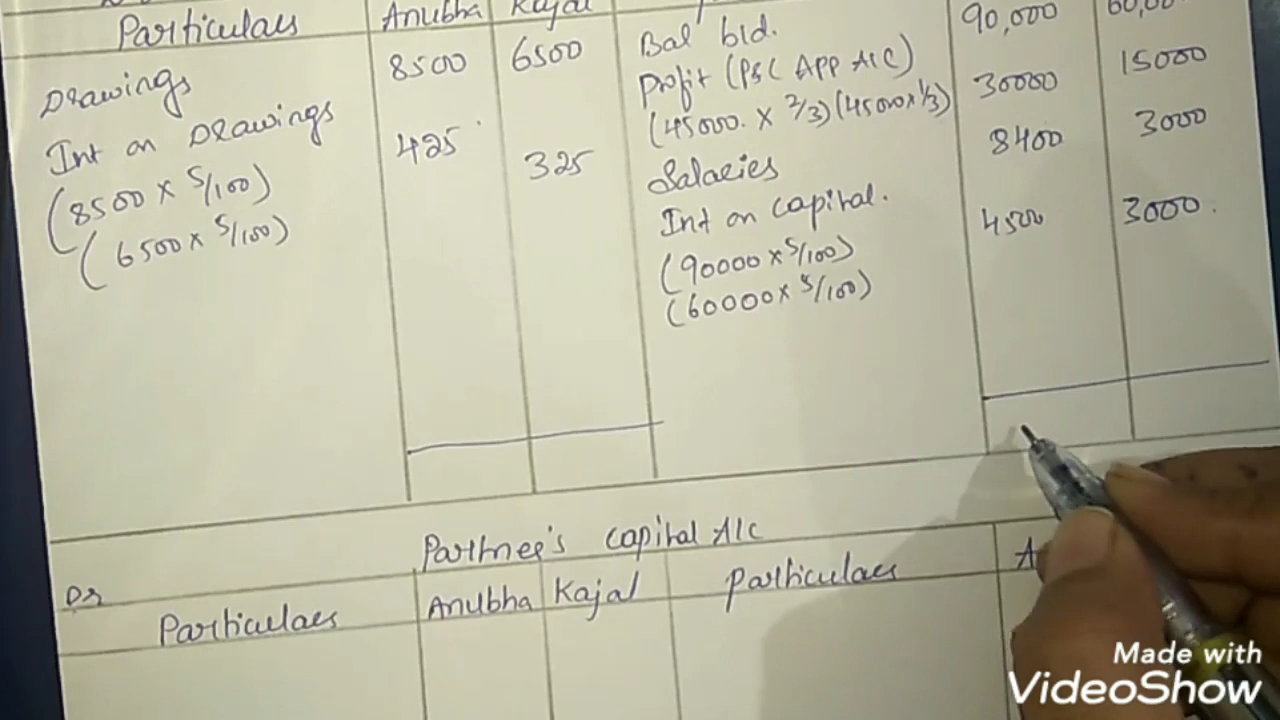 Particulars Anubha Kajal
Drawings 8500 6500 Bal b|d. 90,000
Int on Drawings 425 325 Profit (P&L APP A/C) 30000 15000
(8500 x 5/100) (45000. x 2/3) (45000 x 1/3)
(6500 x 5/100) Salaries 8400 3000
Int on capital. 4500 3000.
(90000 x 5/100)
(60000 x 5/100)
Partner's capital A/C
Dr
Particulars Anubha Kajal Particulars A
Made with
VideoShow